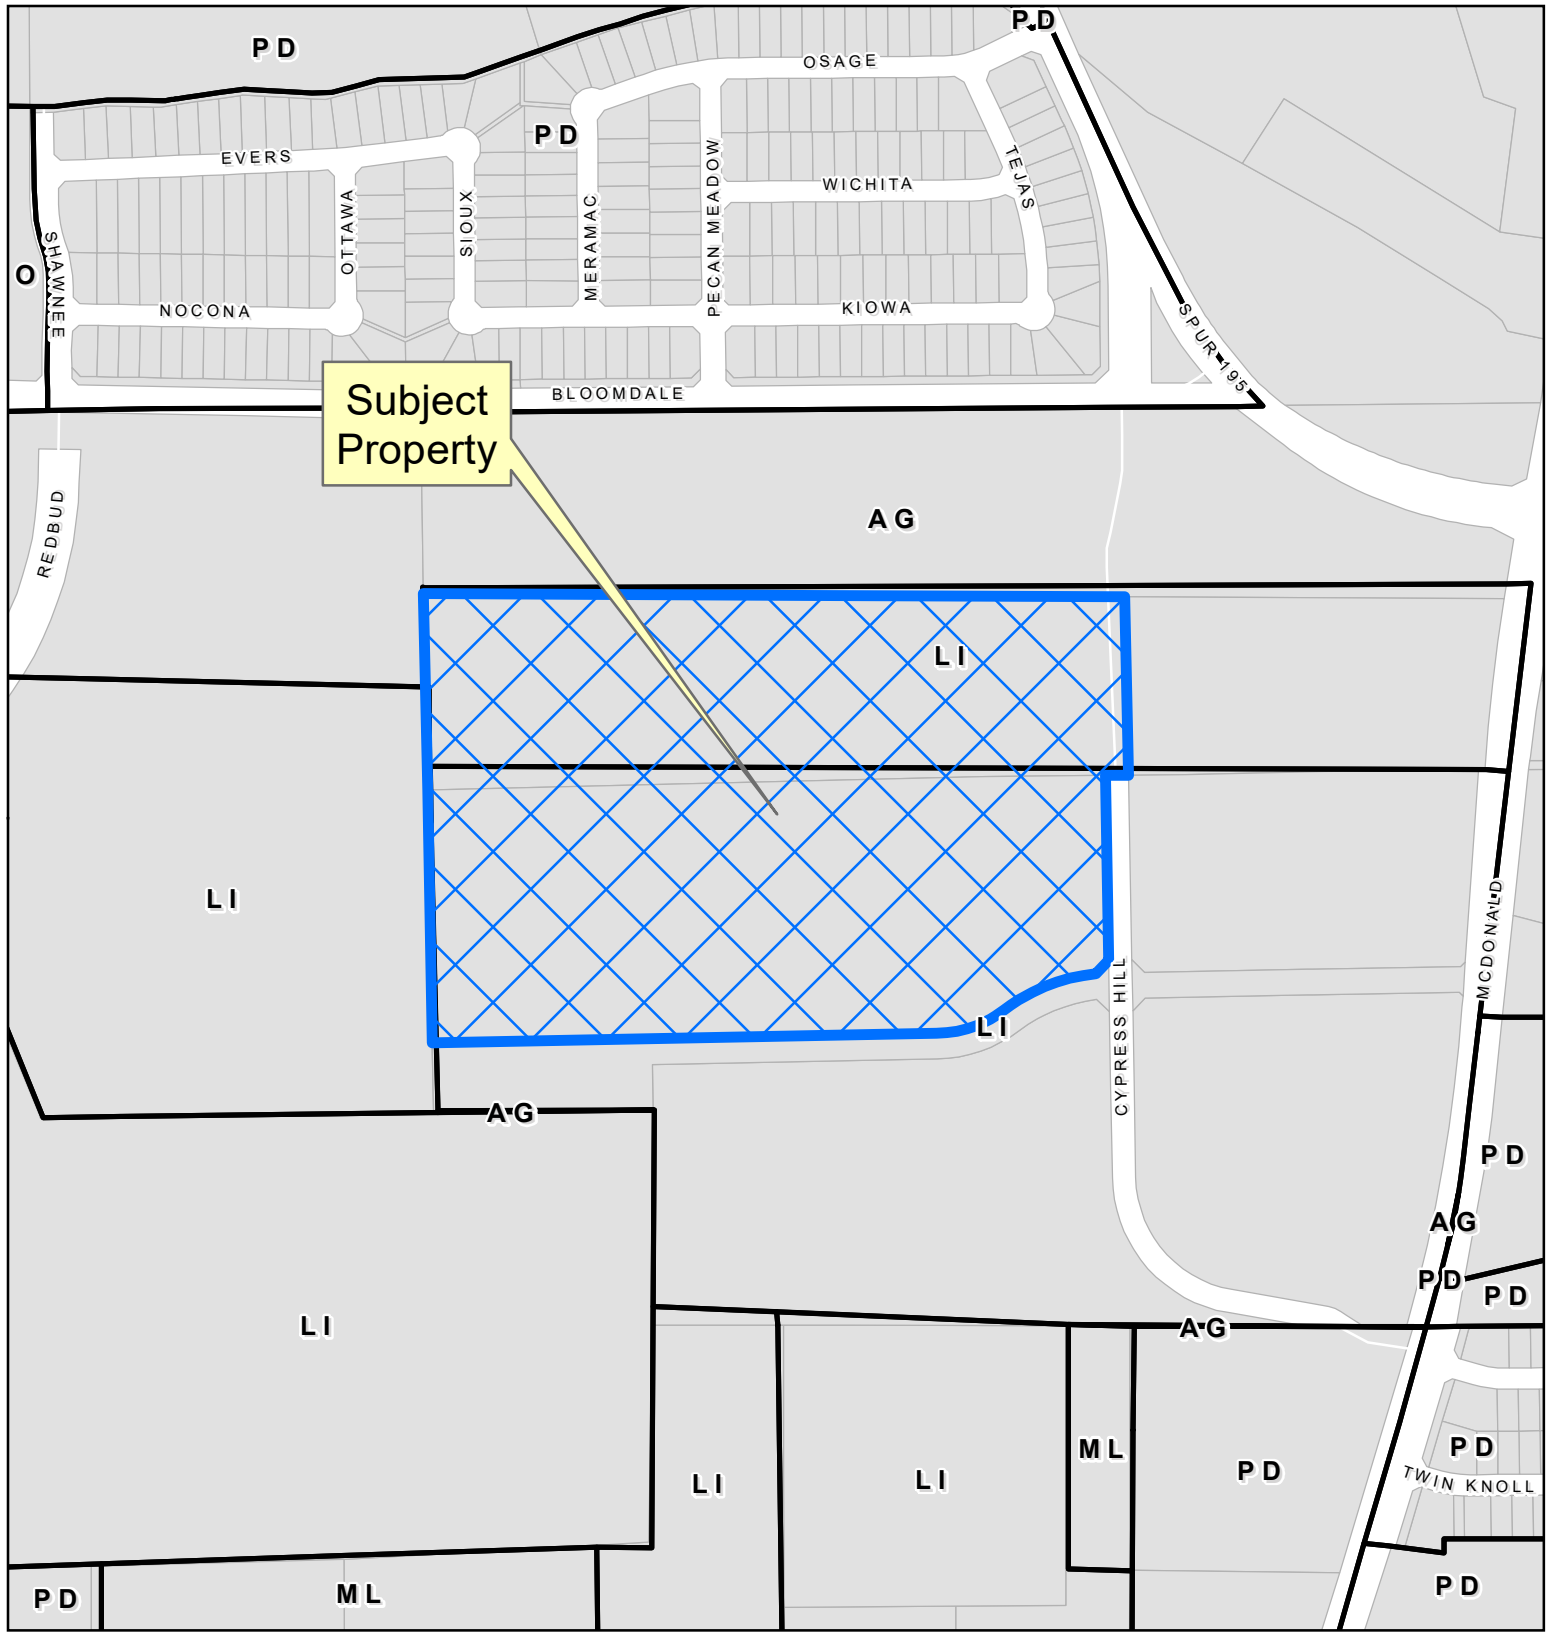 PD
PD
OSAGE
PD
EVERS
WICHITA
TEJAS
OTTAWA
SIOUX
MERAMAC
PECAN MEADOW
SHAWNEE
O
NOCONA
KIOWA
SPUR 195
BLOOMDALE
Subject
Property
REDBUD
AG
LI
LI
MCDONALD
LI
CYPRESS HILL
AG
PD
AG
PD
PD
LI
AG
ML
PD
PD
LI
LI
TWIN KNOLL
PD
ML
PD